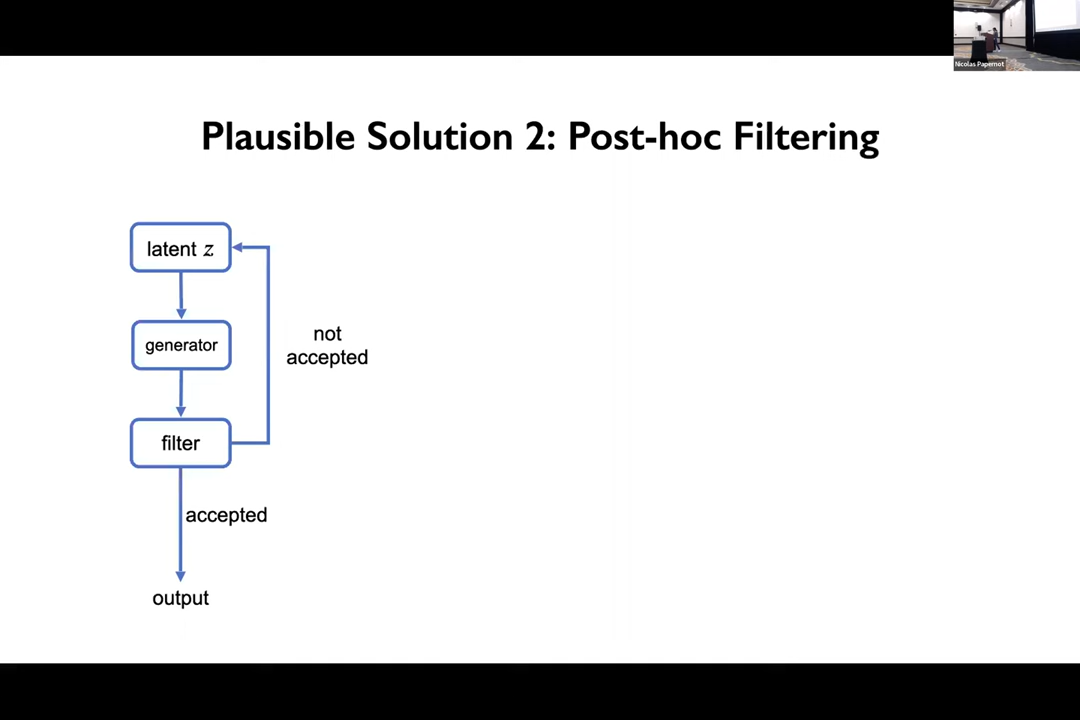 Nicolas Papernot
Plausible Solution 2: Post-hoc Filtering
latent z
generator
not
accepted
filter
accepted
output